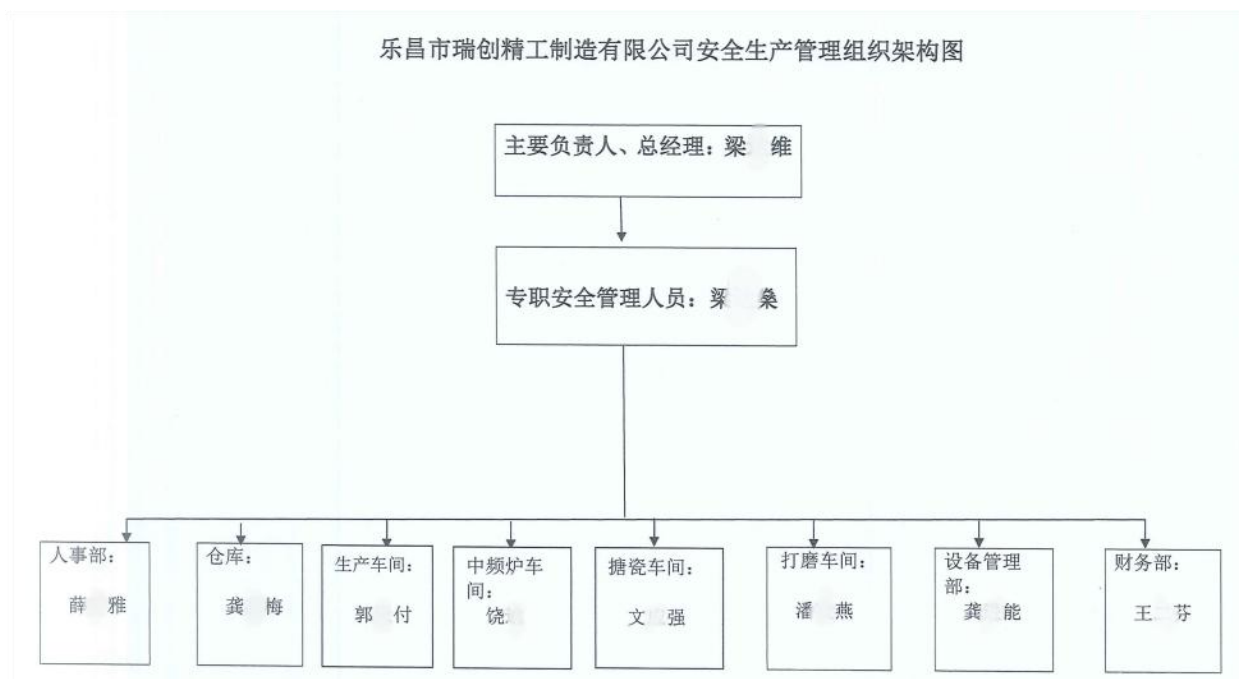 乐昌市瑞创精工制造有限公司安全生产管理组织架构图
主要负责人、总经理：梁 维
专职安全管理人员：梁 燊
人事部：
薛 雅
仓库：
龚 梅
生产车间：
郭 付
中频炉车
间：
饶
搪瓷车间：
文 强
打磨车间：
潘 燕
设备管理
部：
龚 能
财务部：
王 芬